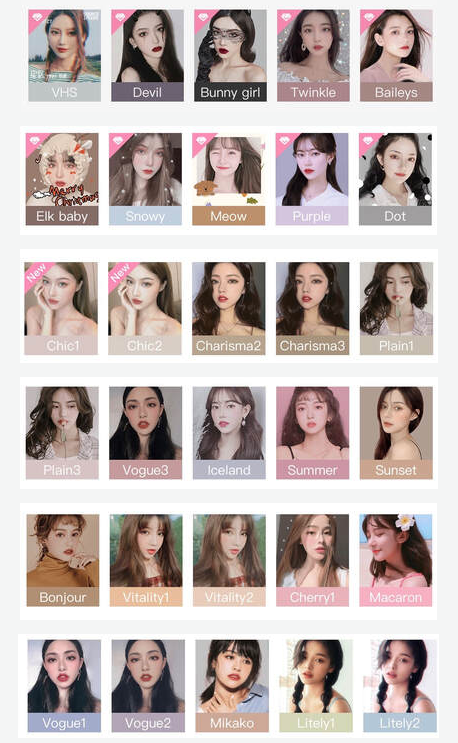 VHS
Devil
Bunny girl
Twinkle
Baileys
Merry
Christmas
Elk baby
Snowy
Meow
Purple
Dot
New
Chic1
New
Chic2
Charisma2
Charisma3
Plain1
Plain3
Vogue3
Iceland
Summer
Sunset
Bonjour
Vitality1
Vitality2
Cherry1
Macaron
Vogue1
Vogue2
Mikako
Litely1
Litely2